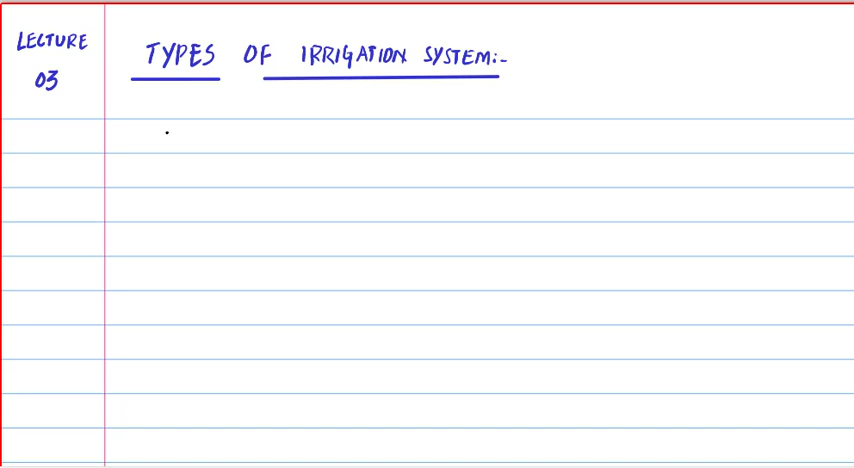 LECTURE
03
TYPES OF IRRIGATION SYSTEM:-